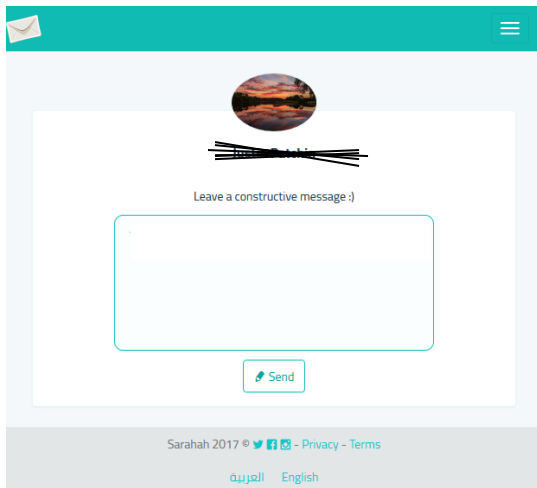 Leave a constructive message :)
Send
Sarahah 2017 © - Privacy - Terms
العربية English